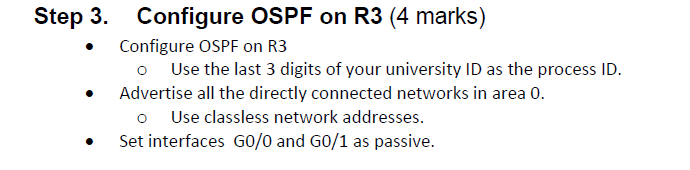 Step 3. Configure OSPF on R3 (4 marks)
• Configure OSPF on R3
o Use the last 3 digits of your university ID as the process ID.
• Advertise all the directly connected networks in area 0.
o Use classless network addresses.
• Set interfaces G0/0 and G0/1 as passive.